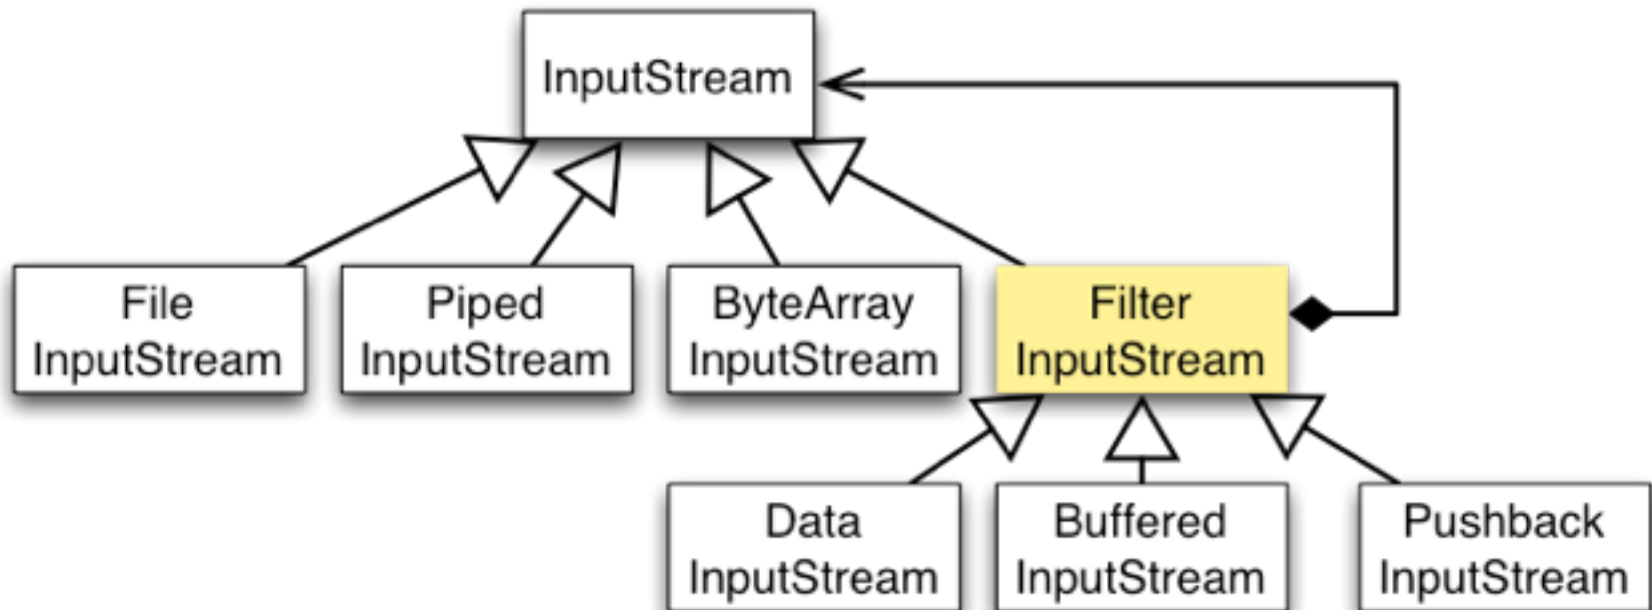 InputStream
File
InputStream
Piped
InputStream
ByteArray
InputStream
Filter
InputStream
Data
InputStream
Buffered
InputStream
Pushback
InputStream